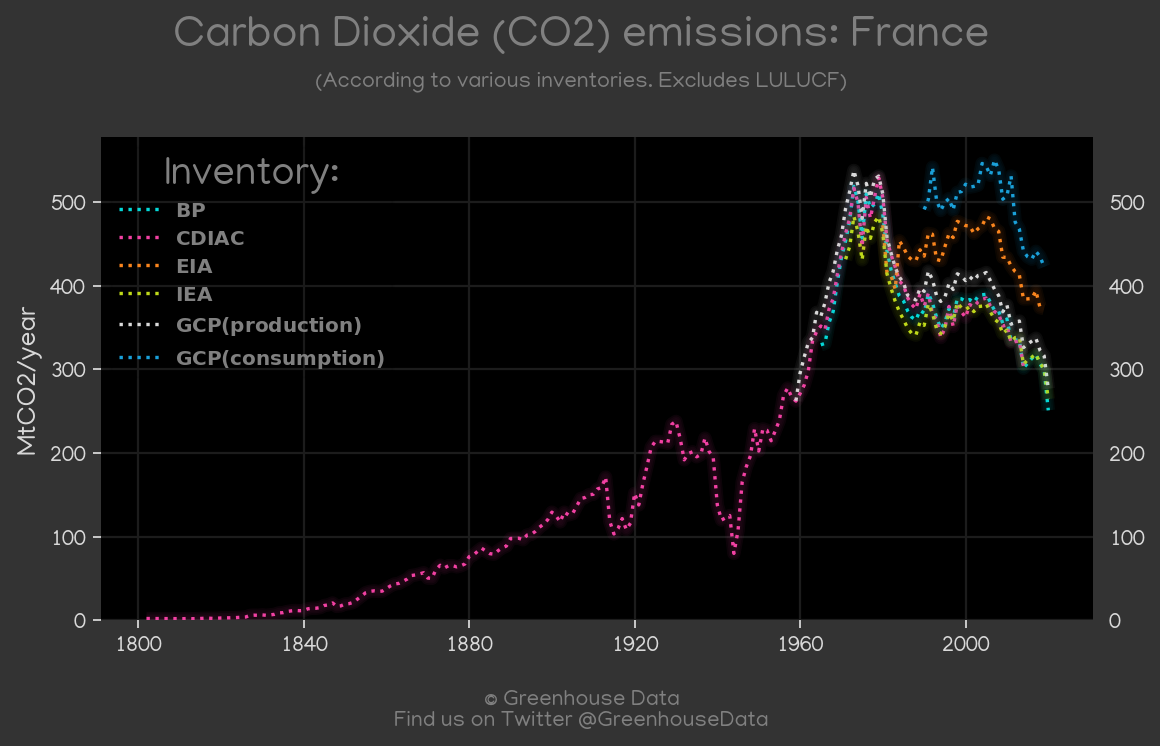 Carbon Dioxide (CO2) emissions: France
(According to various inventories. Excludes LULUCF)
Inventory:
BP
CDIAC
EIA
IEA
GCP(production)
GCP(consumption)
MtCO2/year
500
400
300
200
100
0
500
400
300
200
100
0
1800
1840
1880
1920
1960
2000
© Greenhouse Data
Find us on Twitter @GreenhouseData